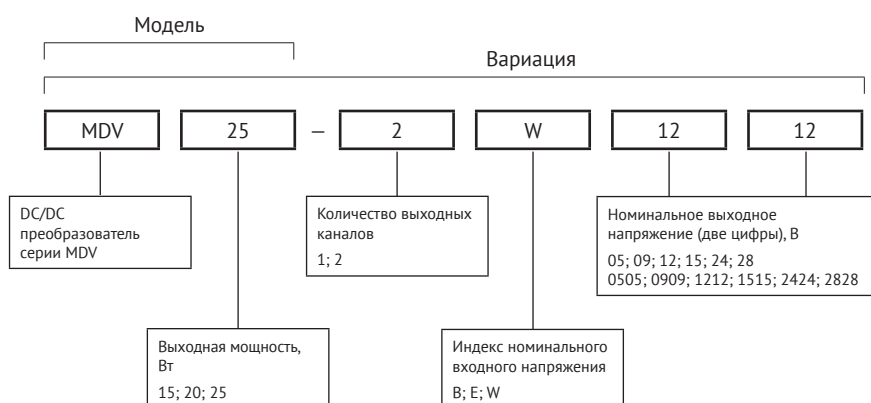 Модель
Вариация
MDV 25 – 2 W 12 12
DC/DC
преобразователь
серии MDV
Количество выходных
каналов
1; 2
Номинальное выходное
напряжение (две цифры), В
05; 09; 12; 15; 24; 28
0505; 0909; 1212; 1515; 2424; 2828
Выходная мощность,
Вт
15; 20; 25
Индекс номинального
входного напряжения
B; E; W